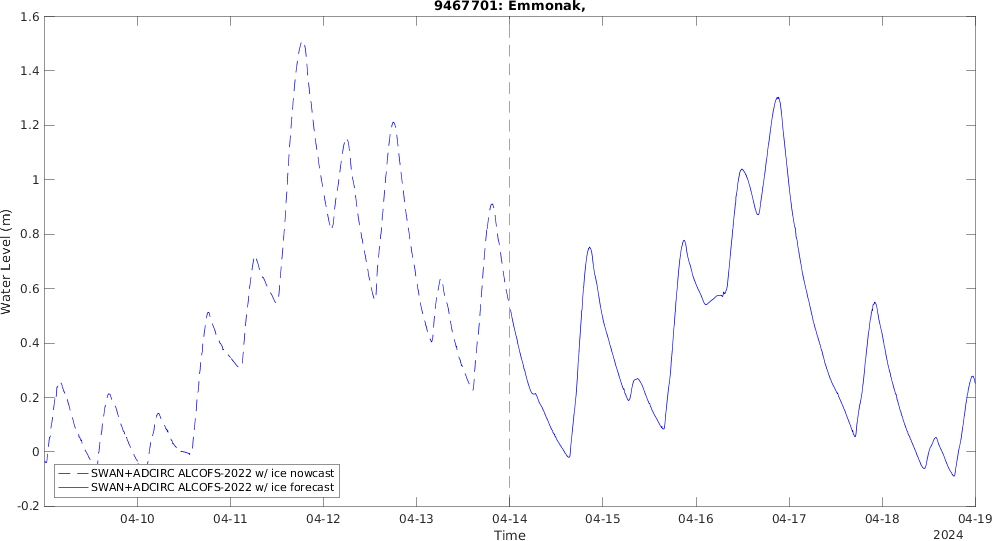 9467701: Emmonak,
Water Level (m)
1.6
1.4
1.2
1
0.8
0.6
0.4
0.2
0
-0.2
SWAN+ADCIRC ALCOFS-2022 w/ ice nowcast
SWAN+ADCIRC ALCOFS-2022 w/ ice forecast
04-10 04-11 04-12 04-13 04-14 04-15 04-16 04-17 04-18 04-19
Time
2024